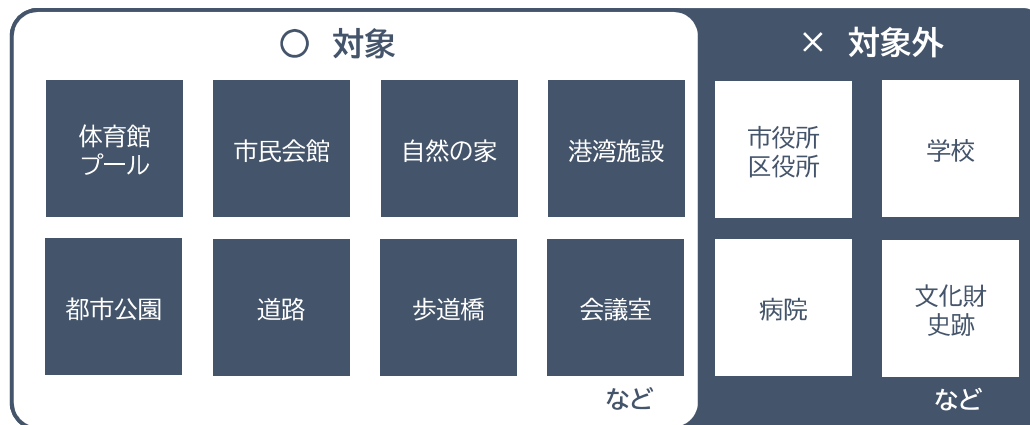 〇 対象
× 対象外
体育館
プール
市民会館
自然の家
港湾施設
市役所
区役所
学校
都市公園
道路
歩道橋
会議室
病院
文化財
史跡
など
など